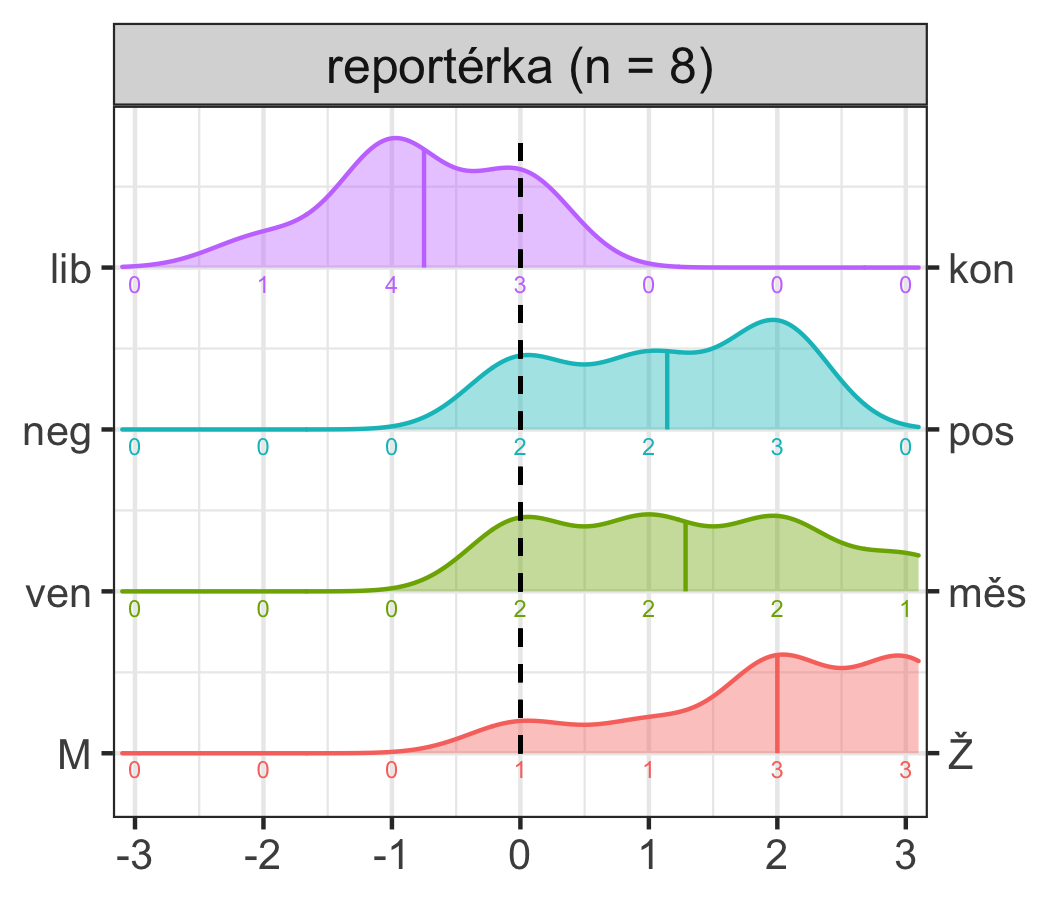 reportérka (n = 8)
lib kon
0 1 4 3 0 0 0
neg pos
0 0 0 2 2 3 0
ven měs
0 0 0 2 2 2 1
M Ž
0 0 0 1 1 3 3
-3 -2 -1 0 1 2 3